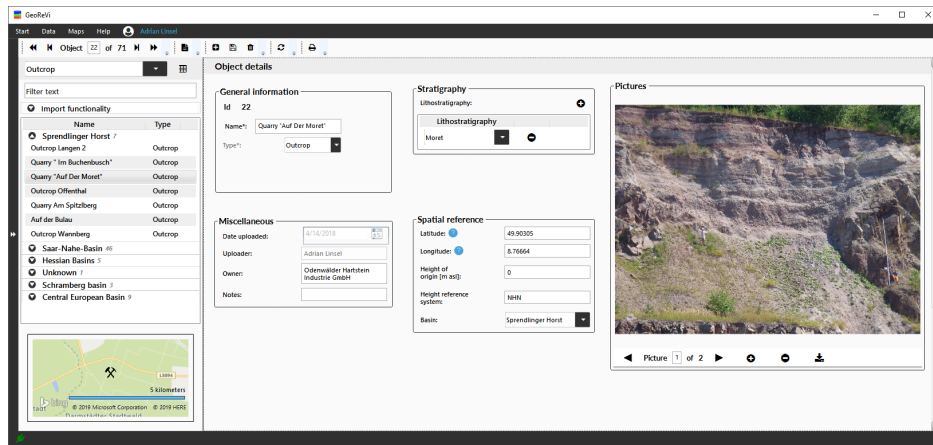 GeoReVi
Start Data Maps Help Adrian Linsel
Object 22 of 71
Outcrop
Filter text
Import functionality
Name Type
Sprendlinger Horst 7
Outcrop Langen 2 Outcrop
Quarry " Im Buchenbusch" Outcrop
Quarry "Auf Der Moret" Outcrop
Outcrop Offenthal Outcrop
Quarry Am Spitzlberg Outcrop
Auf der Bulau Outcrop
Outcrop Wannberg Outcrop
Saar-Nahe-Basin 46
Hessian Basins 5
Unknown 1
Schramberg basin 3
Central European Basin 9
L3094
5 kilometers
bing
© 2019 Microsoft Corporation © 2019 HERE
Darmstädter Stadtwald
Object details
General information
Id 22
Name*: Quarry "Auf Der Moret"
Type*: Outcrop
Miscellaneous
Date uploaded: 4/14/2018
Uploader: Adrian Linsel
Owner: Odenwälder Hartstein
Industrie GmbH
Notes:
Stratigraphy
Lithostratigraphy:
Lithostratigraphy
Moret
Spatial reference
Latitude: ? 49.90305
Longitude: ? 8.76664
Height of
origin [m asl]: 0
Height reference
system: NHN
Basin: Sprendlinger Horst
Pictures
Picture 1 of 2